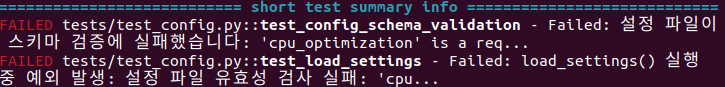 =========================== short test summary info ============================
FAILED tests/test_config.py::test_config_schema_validation - Failed: 설정 파일이
스키마 검증에 실패했습니다: 'cpu_optimization' is a req...
FAILED tests/test_config.py::test_load_settings - Failed: load_settings() 실행
중 예외 발생: 설정 파일 유효성 검사 실패: 'cpu...